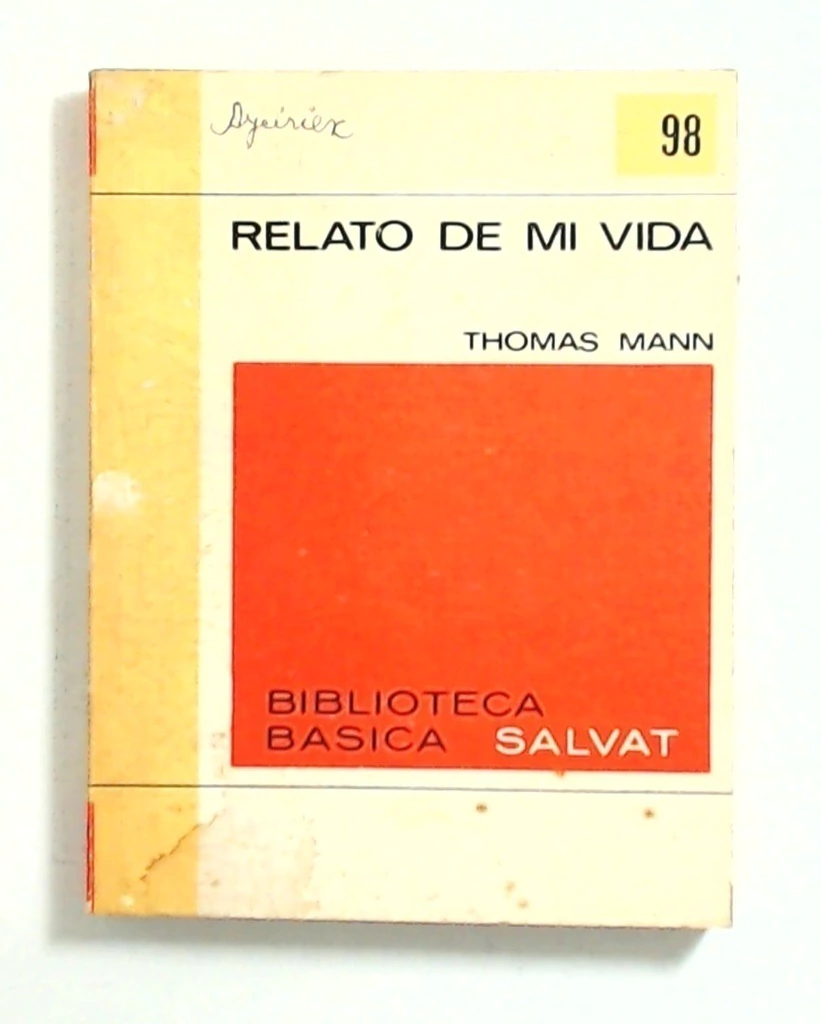 98
RELATO DE MI VIDA
THOMAS MANN
BIBLIOTECA
BASICA SALVAT